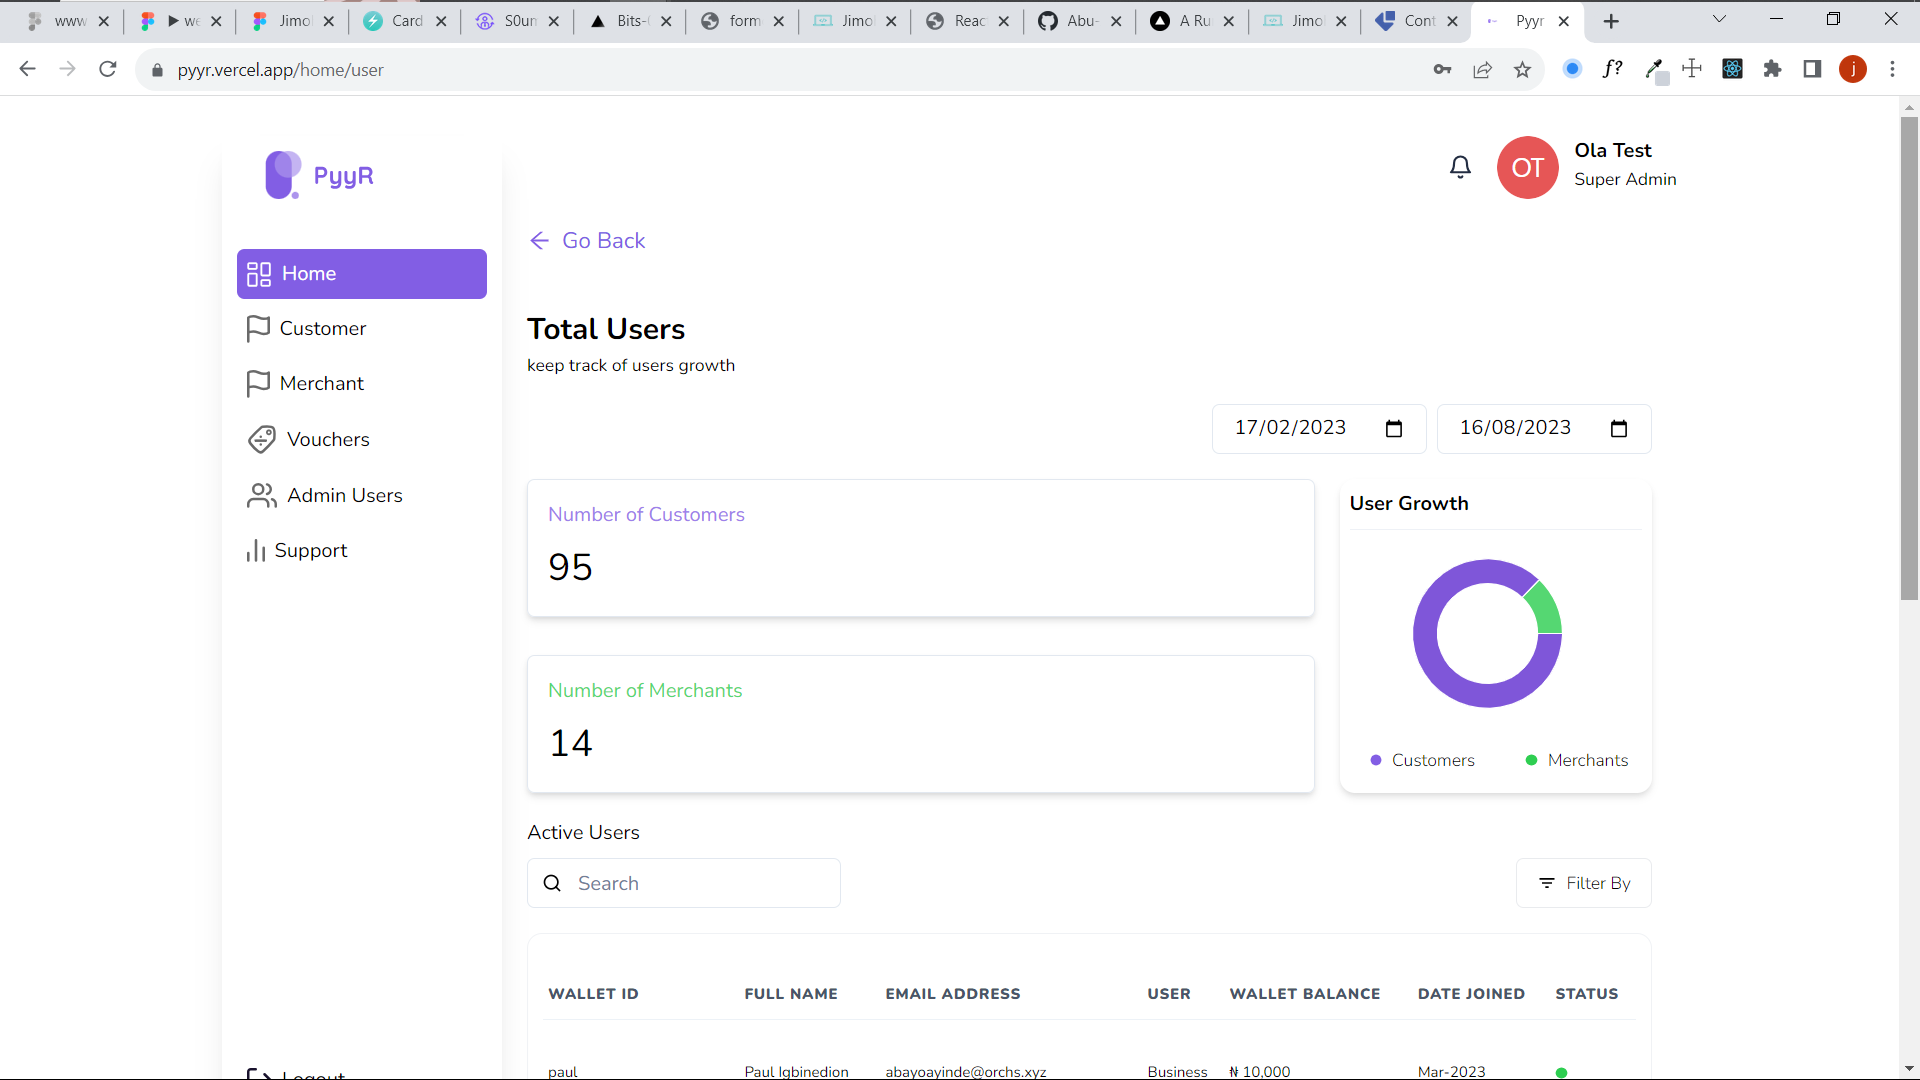 www
we
Jimo
Card
S0un
Bits-
form
Jimo
Reac
Abu-
A Ru
Jimo
Cont
Pyyr
pyyr.vercel.app/home/user
f?
j
PyyR
OT
Ola Test
Super Admin
Go Back
Home
Customer
Merchant
Vouchers
Admin Users
Support
Logout
Total Users
keep track of users growth
17/02/2023
16/08/2023
Number of Customers
95
Number of Merchants
14
User Growth
Customers
Merchants
Active Users
Search
Filter By
WALLET ID FULL NAME EMAIL ADDRESS USER WALLET BALANCE DATE JOINED STATUS
paul Paul Igbinedion abayoayinde@orchs.xyz Business ₦ 10,000 Mar-2023